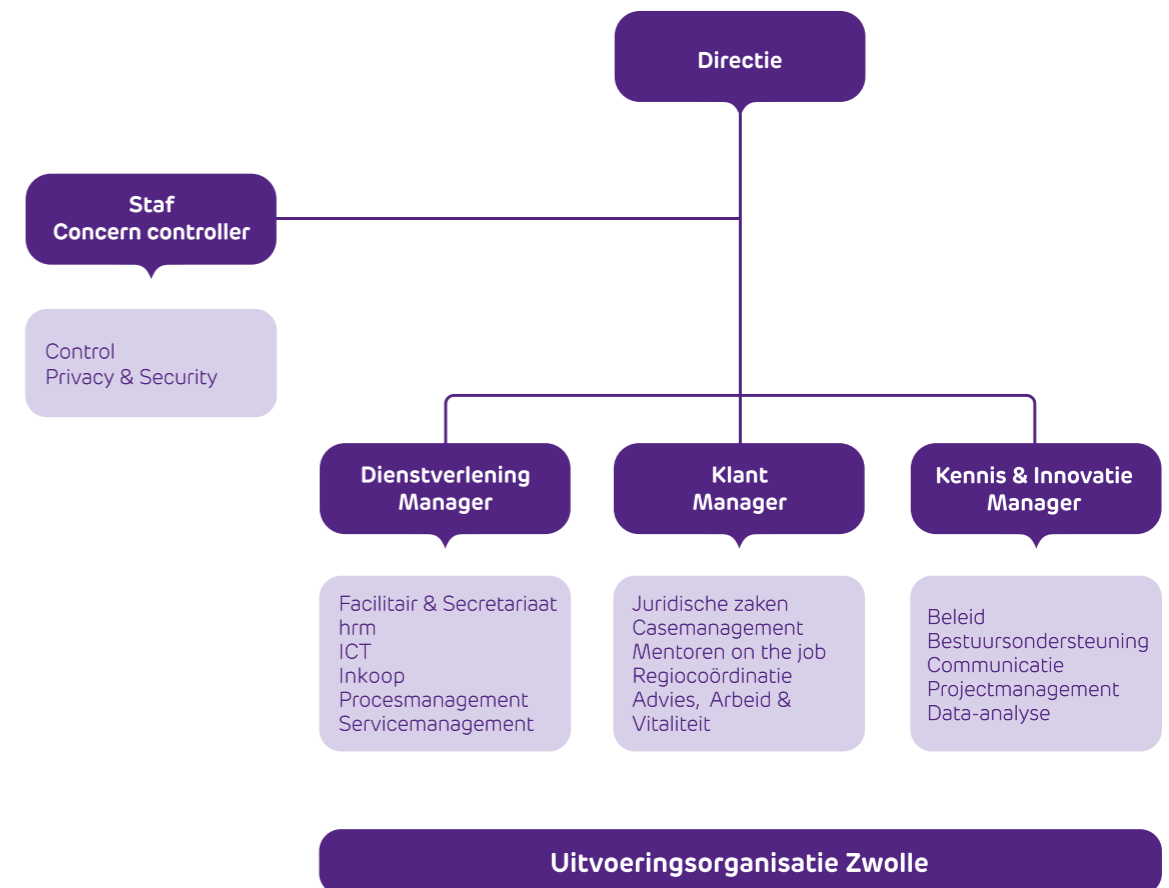 Directie
Staf
Concern controller
Control
Privacy & Security
Dienstverlening
Manager
Facilitair & Secretariaat
hrm
ICT
Inkoop
Procesmanagement
Servicemanagement
Klant
Manager
Juridische zaken
Casemanagement
Mentoren on the job
Regiocoördinatie
Advies, Arbeid &
Vitaliteit
Kennis & Innovatie
Manager
Beleid
Bestuursondersteuning
Communicatie
Projectmanagement
Data-analyse
Uitvoeringsorganisatie Zwolle